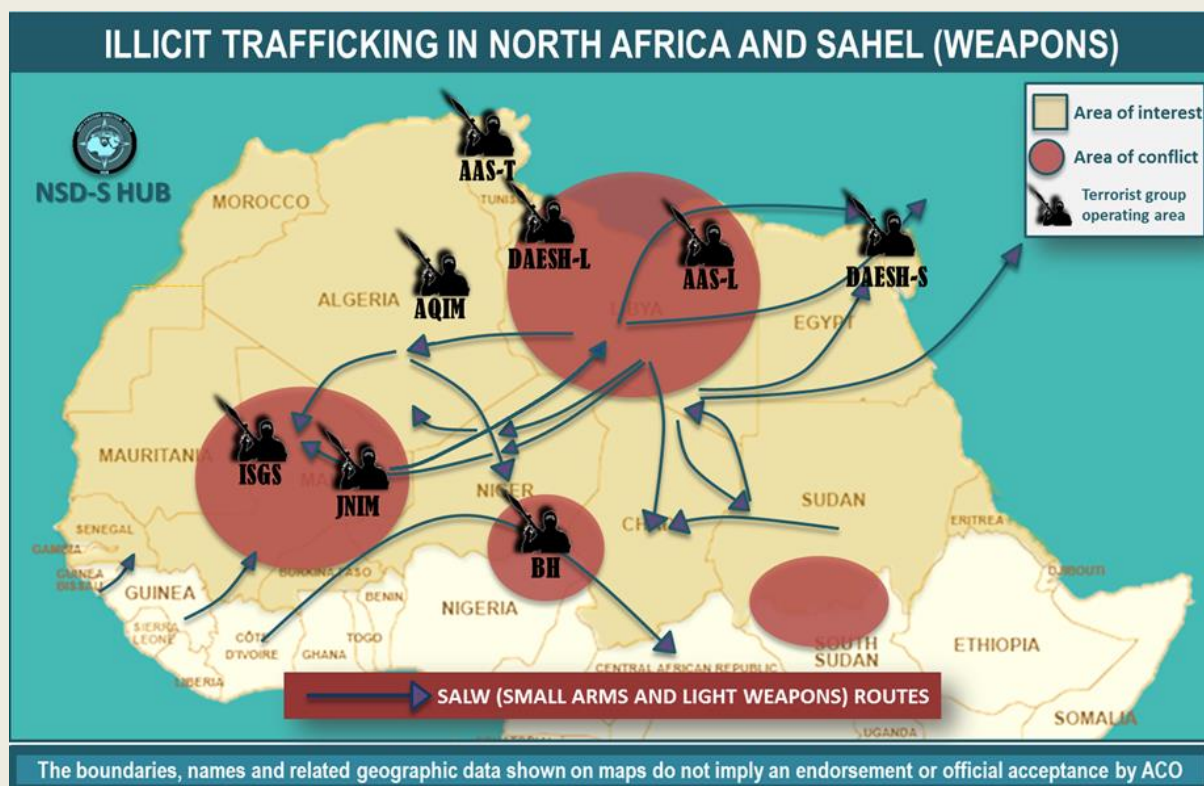 ILLICIT TRAFFICKING IN NORTH AFRICA AND SAHEL (WEAPONS)
NSD-S HUB
Area of interest
Area of conflict
Terrorist group
operating area
AAS-T
MOROCCO
DAESH-L
AAS-L
DAESH-S
AQIM
ALGERIA
LIBYA
EGYPT
MAURITANIA
ISGS
JNIM
NIGER
SUDAN
SENEGAL
ERITREA
GAMBIA
GUINEA
BISSAU
BURKINA FASO
BH
DJIBOUTI
GUINEA
BENIN
NIGERIA
SIERRA
LEONE
CÔTE
D'IVOIRE
GHANA
TOGO
SOUTH
SUDAN
ETHIOPIA
CENTRAL AFRICAN REPUBLIC
LIBERIA
SALW (SMALL ARMS AND LIGHT WEAPONS) ROUTES
SOMALIA
UGANDA
The boundaries, names and related geographic data shown on maps do not imply an endorsement or official acceptance by ACO